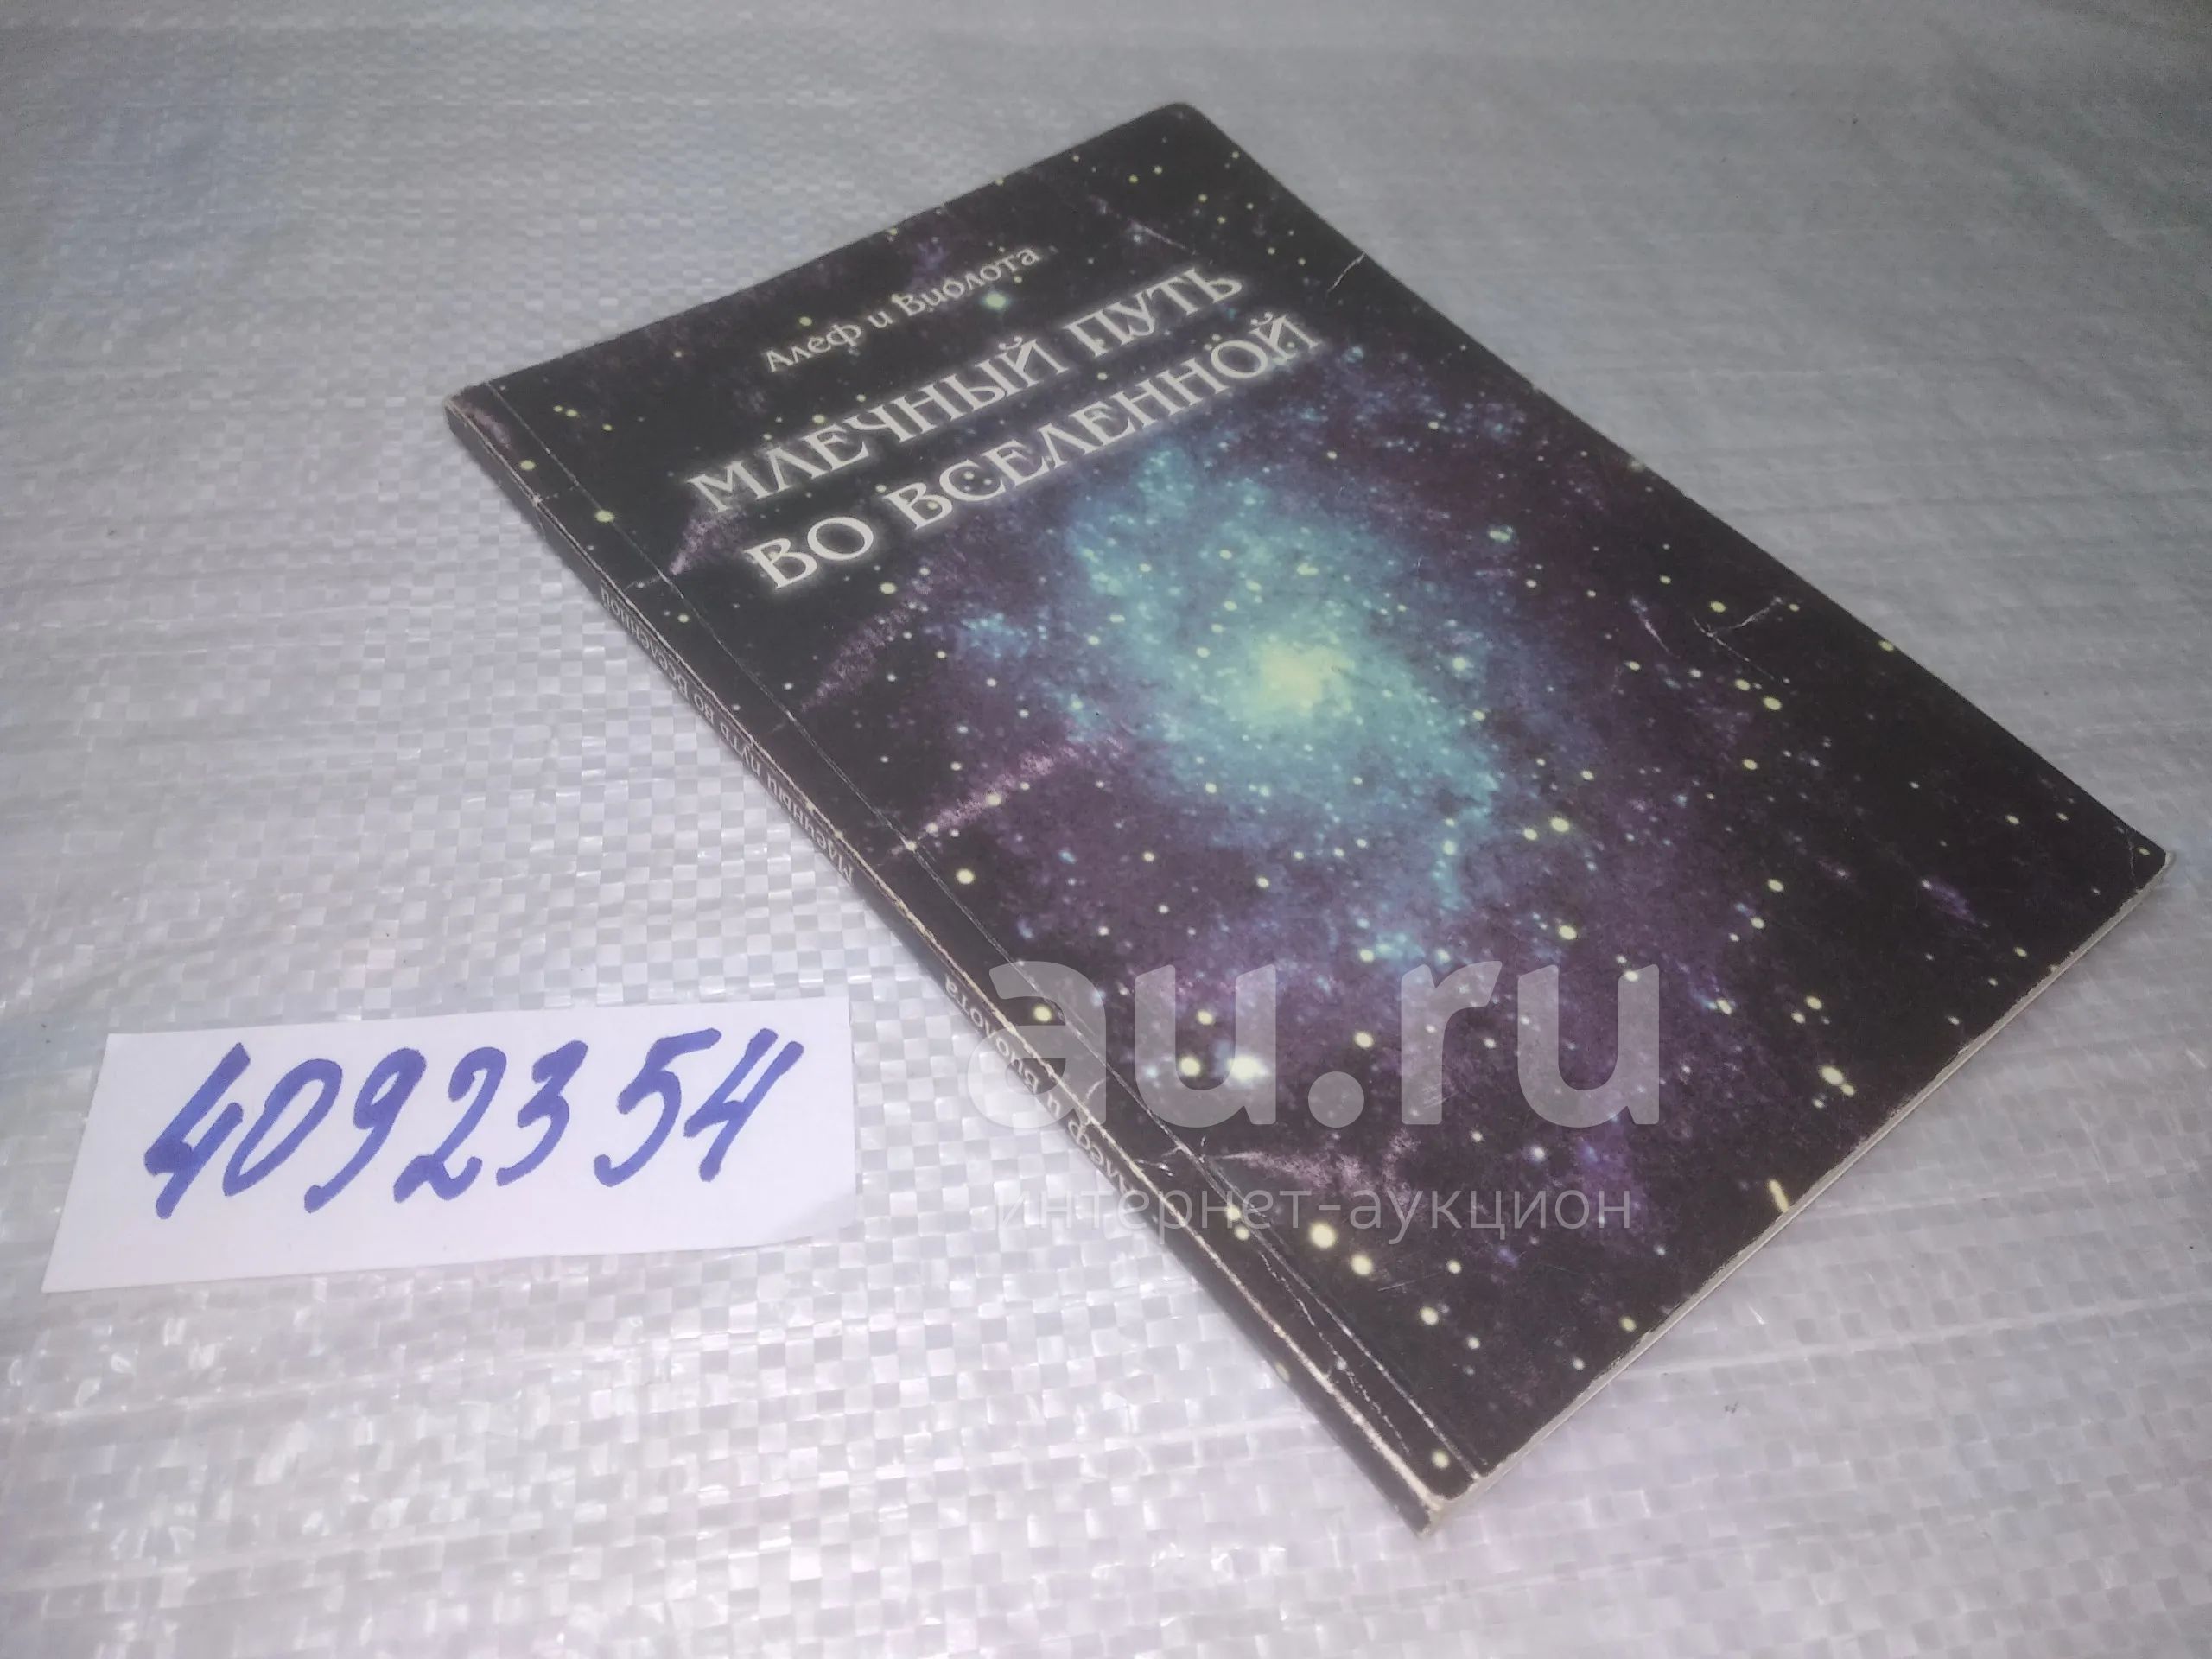 Алеф и Виолота
МЛЕЧНЫЙ ПУТЬ
ВО ВСЕЛЕННОЙ
Алеф и Виолота Млечный путь во Вселенной
4092354
au.ru
интернет-аукцион